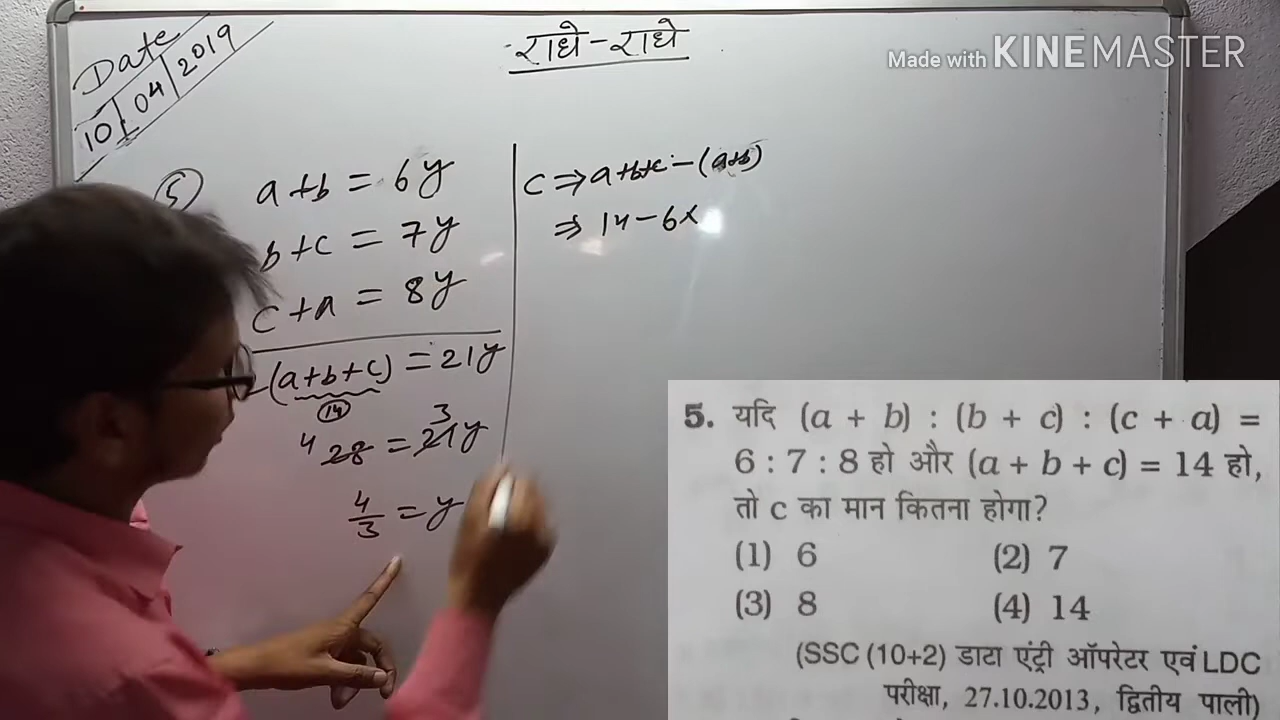 Date
10/04/2019
राधे-राधे
Made with KINEMASTER
5
a+b = 6y
b+c = 7y
c+a = 8y
(a+b+c) = 21y
14
3
4 28 = 21y
4/3 = y
c ⇒ a+b+c - (a+b)
⇒ 14 - 6×
5. यदि (a + b) : (b + c) : (c + a) =
6 : 7 : 8 हो और (a + b + c) = 14 हो,
तो c का मान कितना होगा?
(1) 6 (2) 7
(3) 8 (4) 14
(SSC (10+2) डाटा एंट्री ऑपरेटर एवं LDC
परीक्षा, 27.10.2013, द्वितीय पाली)